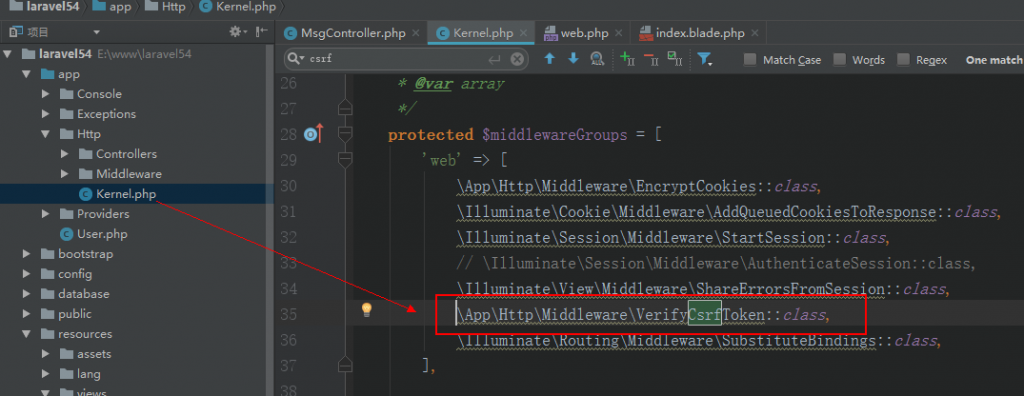 laravel54 app Http Kernel.php
项目
MsgController.php × Kernel.php × web.php × index.blade.php ×
csrf
Match Case Words Regex One match
laravel54 E:\www\laravel54
app
Console
Exceptions
Http
Controllers
Middleware
Kernel.php
Providers
User.php
bootstrap
config
database
public
resources
assets
lang
views
26 * @var array
27 */
28 protected $middlewareGroups = [
29 'web' => [
30 \App\Http\Middleware\EncryptCookies::class,
31 \Illuminate\Cookie\Middleware\AddQueuedCookiesToResponse::class,
32 \Illuminate\Session\Middleware\StartSession::class,
33 // \Illuminate\Session\Middleware\AuthenticateSession::class,
34 \Illuminate\View\Middleware\ShareErrorsFromSession::class,
35 \App\Http\Middleware\VerifyCsrfToken::class,
36 \Illuminate\Routing\Middleware\SubstituteBindings::class,
37 ],